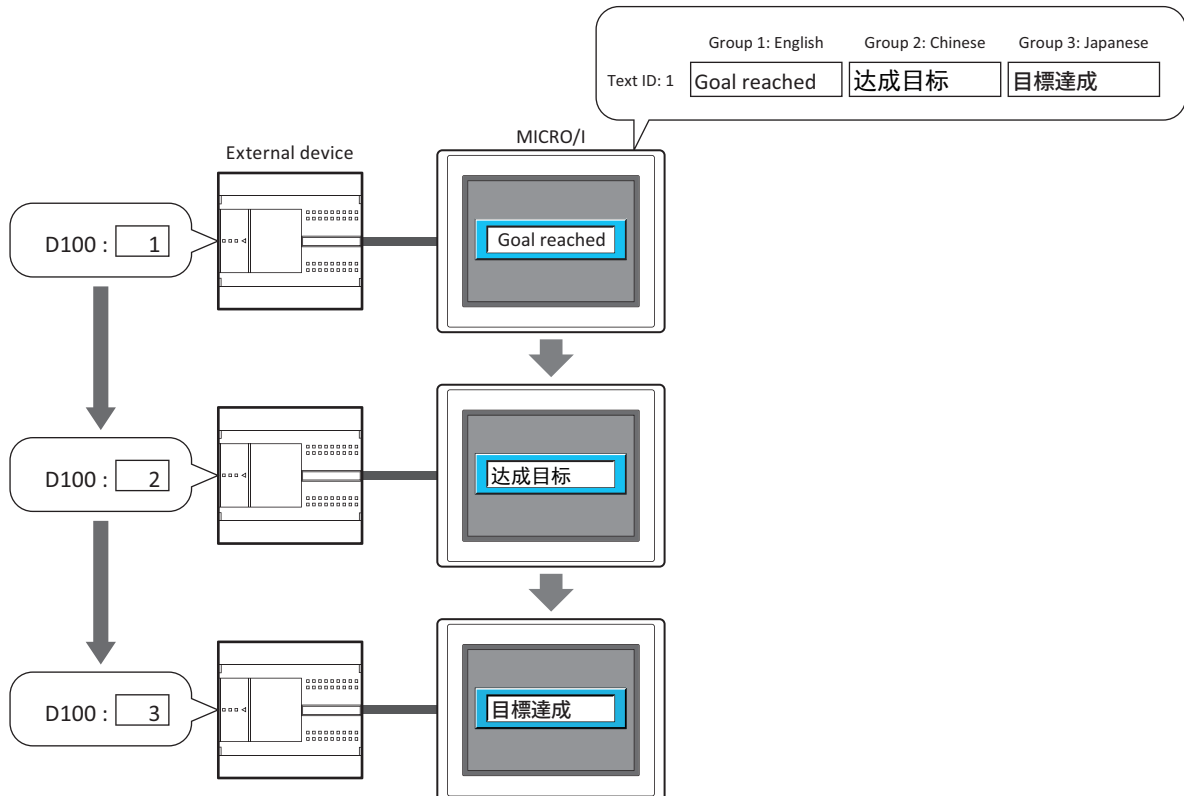 Group 1: English Group 2: Chinese Group 3: Japanese
Text ID: 1 Goal reached 达成目标 目標達成
MICRO/I
External device
D100 : 1
Goal reached
D100 : 2
达成目标
D100 : 3
目標達成